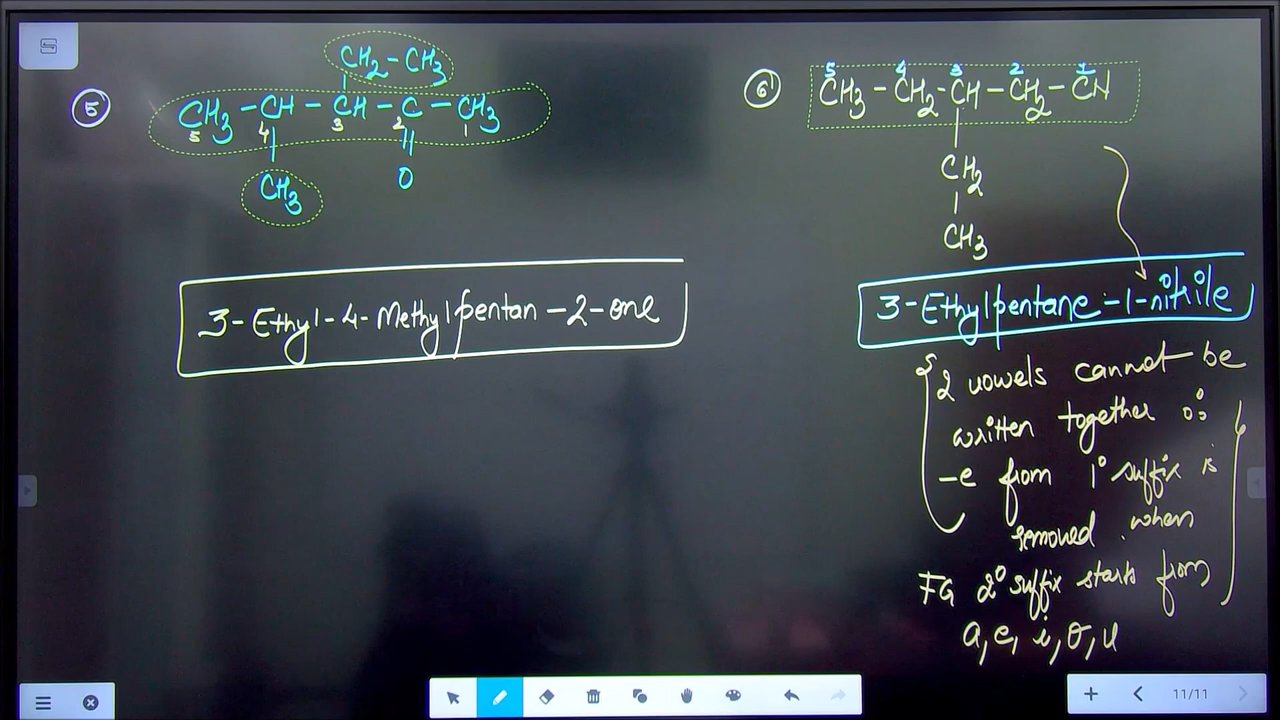 CH2-CH3
5 CH3-CH-CH-C-CH3
5 4 3 2 1
CH3 O
3-Ethyl-4-Methylpentan-2-one
6 5 4 3 2 1
CH3-CH2-CH-CH2-CN
CH2
CH3
3-Ethylpentane-1-nitrile
2 vowels cannot be
written together ∴
-e from 1° suffix is
removed when
FG 2° suffix starts from
a, e, i, o, u
11/11